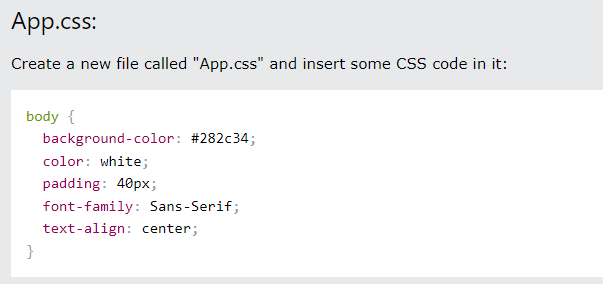 App.css:
Create a new file called "App.css" and insert some CSS code in it:
body {
  background-color: #282c34;
  color: white;
  padding: 40px;
  font-family: Sans-Serif;
  text-align: center;
}